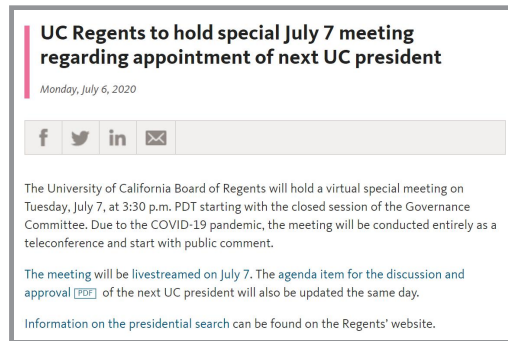 UC Regents to hold special July 7 meeting
regarding appointment of next UC president
Monday, July 6, 2020
f in
The University of California Board of Regents will hold a virtual special meeting on
Tuesday, July 7, at 3:30 p.m. PDT starting with the closed session of the Governance
Committee. Due to the COVID-19 pandemic, the meeting will be conducted entirely as a
teleconference and start with public comment.
The meeting will be livestreamed on July 7. The agenda item for the discussion and
approval PDF of the next UC president will also be updated the same day.
Information on the presidential search can be found on the Regents' website.